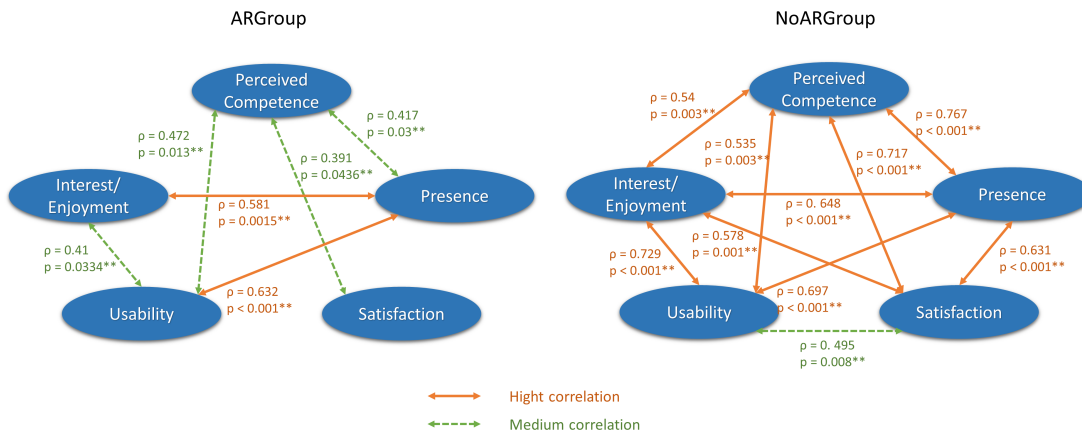 ARGroup
Perceived
Competence
ρ = 0.472
p = 0.013**
ρ = 0.417
p = 0.03**
ρ = 0.391
p = 0.0436**
Interest/
Enjoyment
Presence
ρ = 0.581
p = 0.0015**
ρ = 0.41
p = 0.0334**
ρ = 0.632
p < 0.001**
Usability
Satisfaction
NoARGroup
Perceived
Competence
ρ = 0.54
p = 0.003**
ρ = 0.767
p < 0.001**
ρ = 0.535
p = 0.003**
ρ = 0.717
p < 0.001**
Interest/
Enjoyment
Presence
ρ = 0. 648
p < 0.001**
ρ = 0.729
p < 0.001**
ρ = 0.578
p = 0.001**
ρ = 0.631
p < 0.001**
ρ = 0.697
p < 0.001**
Usability
Satisfaction
ρ = 0. 495
p = 0.008**
Hight correlation
Medium correlation